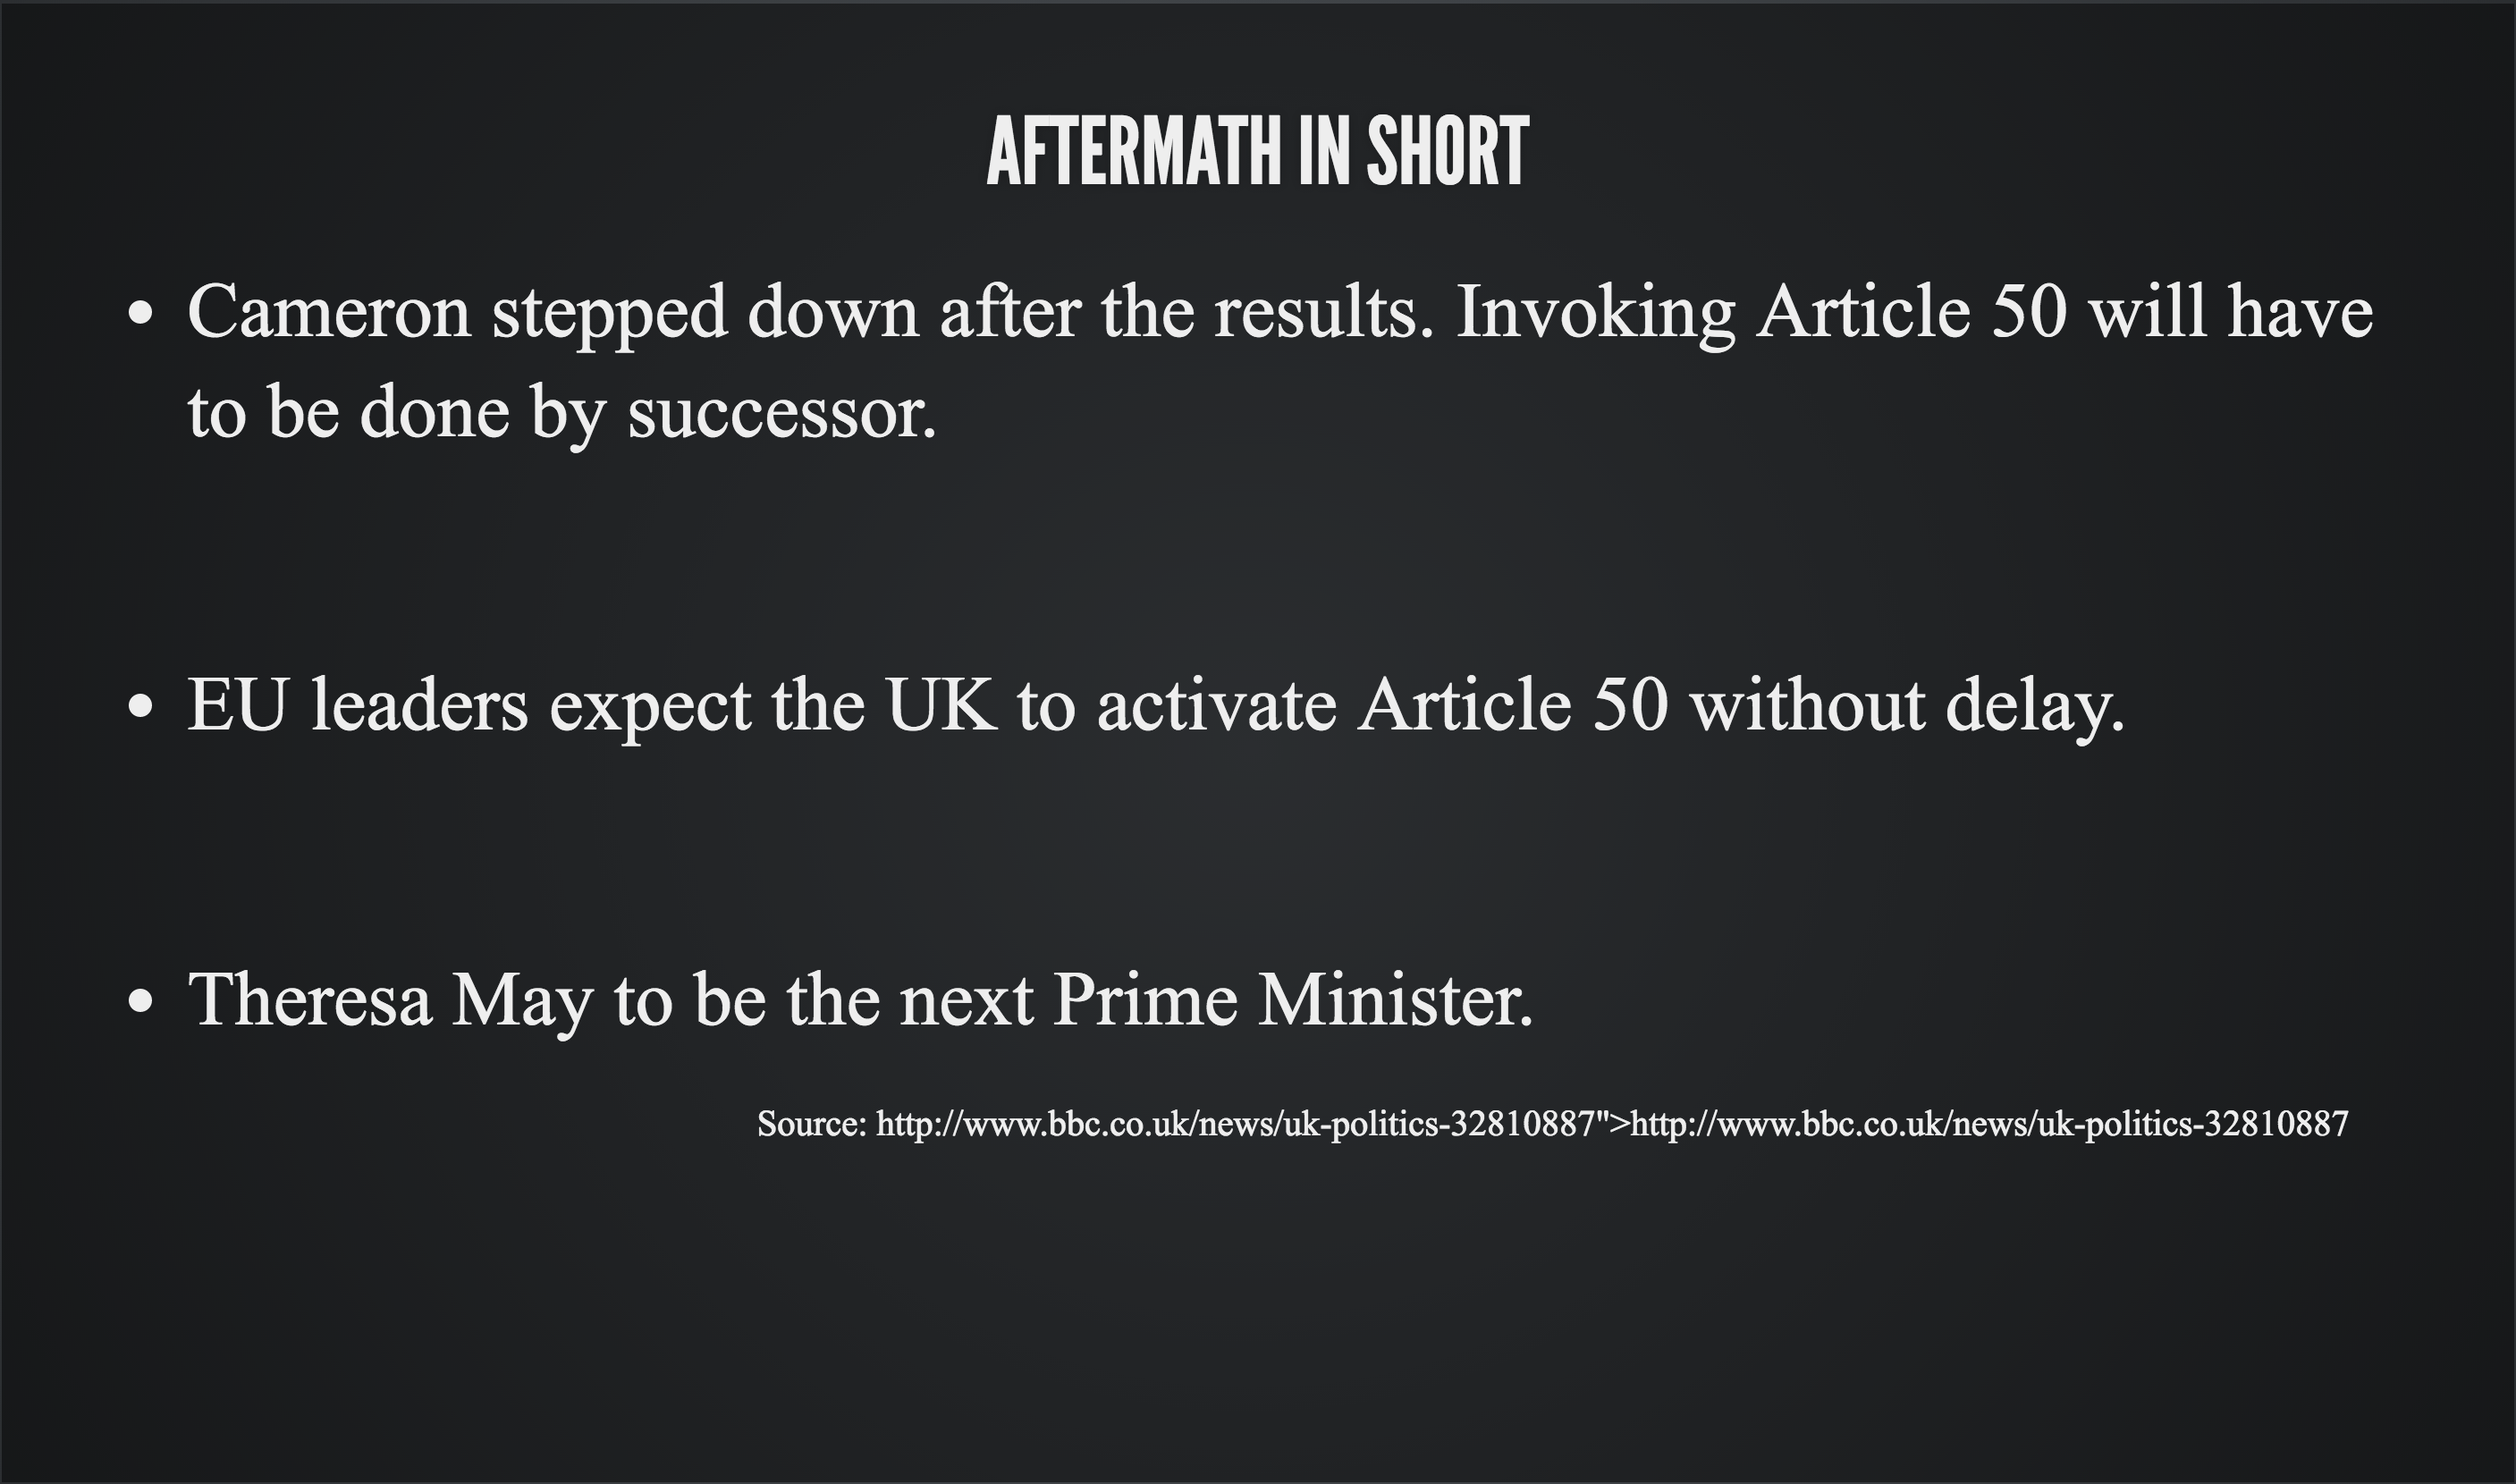 AFTERMATH IN SHORT
• Cameron stepped down after the results. Invoking Article 50 will have
to be done by successor.
• EU leaders expect the UK to activate Article 50 without delay.
• Theresa May to be the next Prime Minister.
Source: http://www.bbc.co.uk/news/uk-politics-32810887">http://www.bbc.co.uk/news/uk-politics-32810887